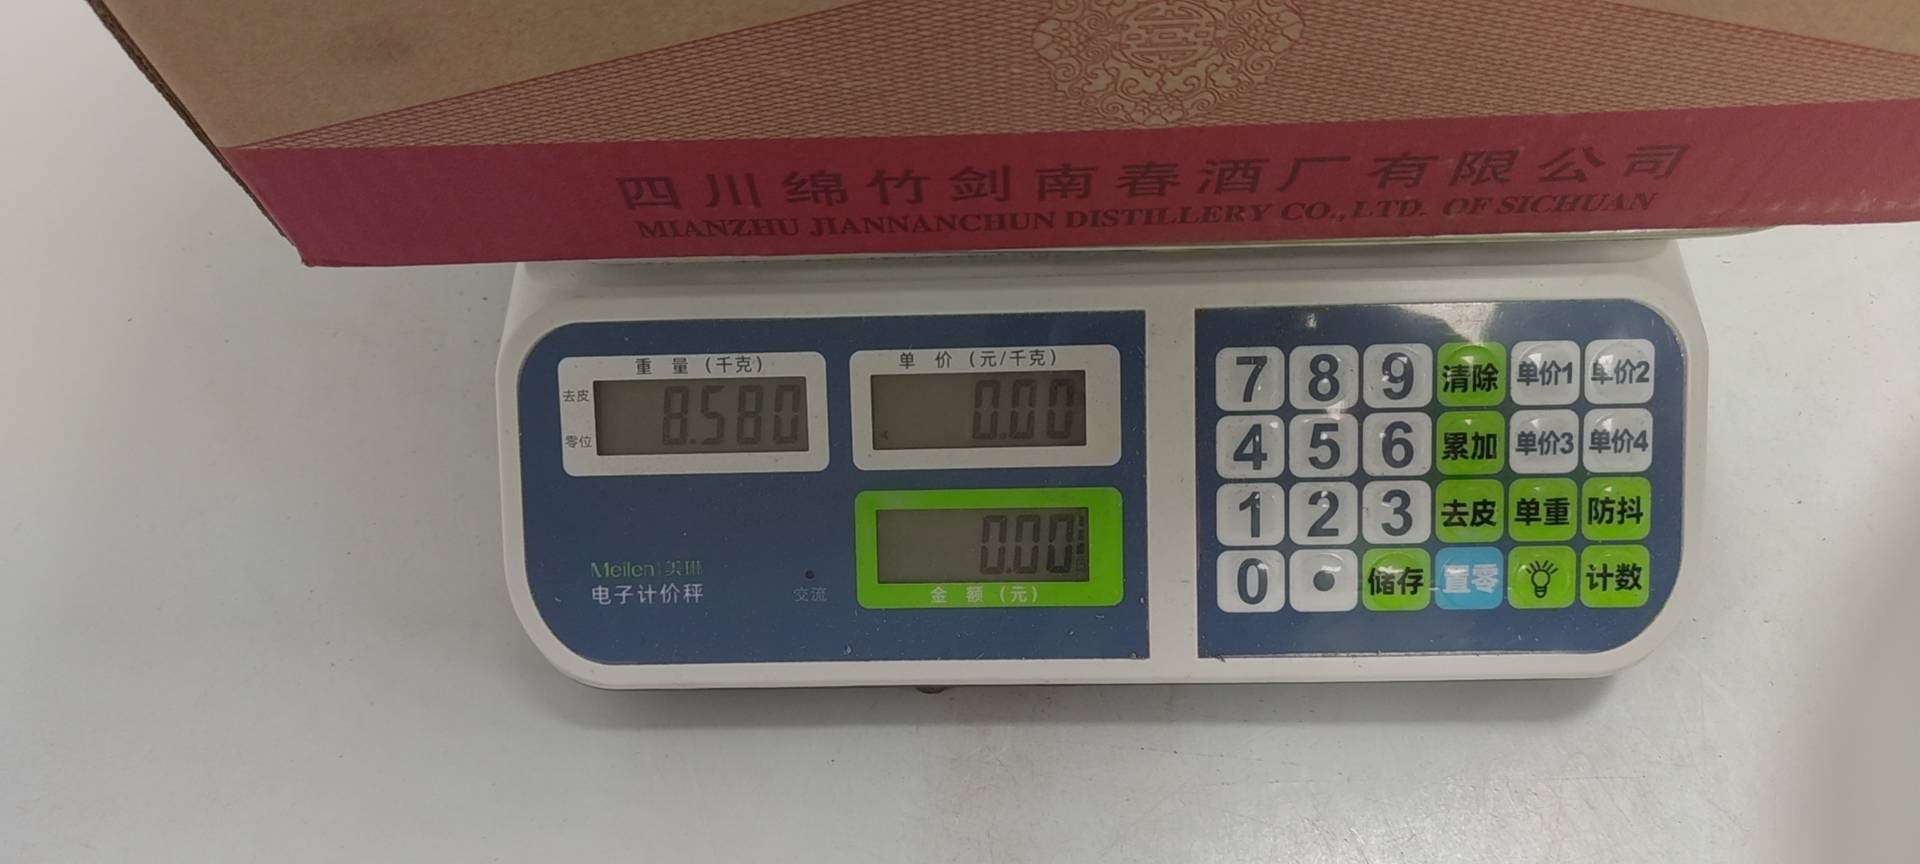 四川绵竹剑南春酒厂有限公司
MIANZHU JIANNANCHUN DISTILLERY CO., LTD. OF SICHUAN
重 量 (千克)
去皮
零位
8.580
单 价 (元/千克)
0.00
0.00
金 额 (元)
Meilen 美琳
电子计价秤
交流
7 8 9 清除 单价1 单价2
4 5 6 累加 单价3 单价4
1 2 3 去皮 单重 防抖
0 • 储存 置零 计数